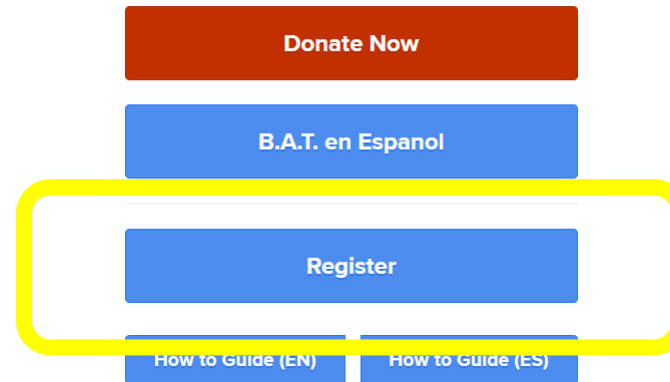 Donate Now
B.A.T. en Espanol
Register
How to Guide (EN) How to Guide (ES)